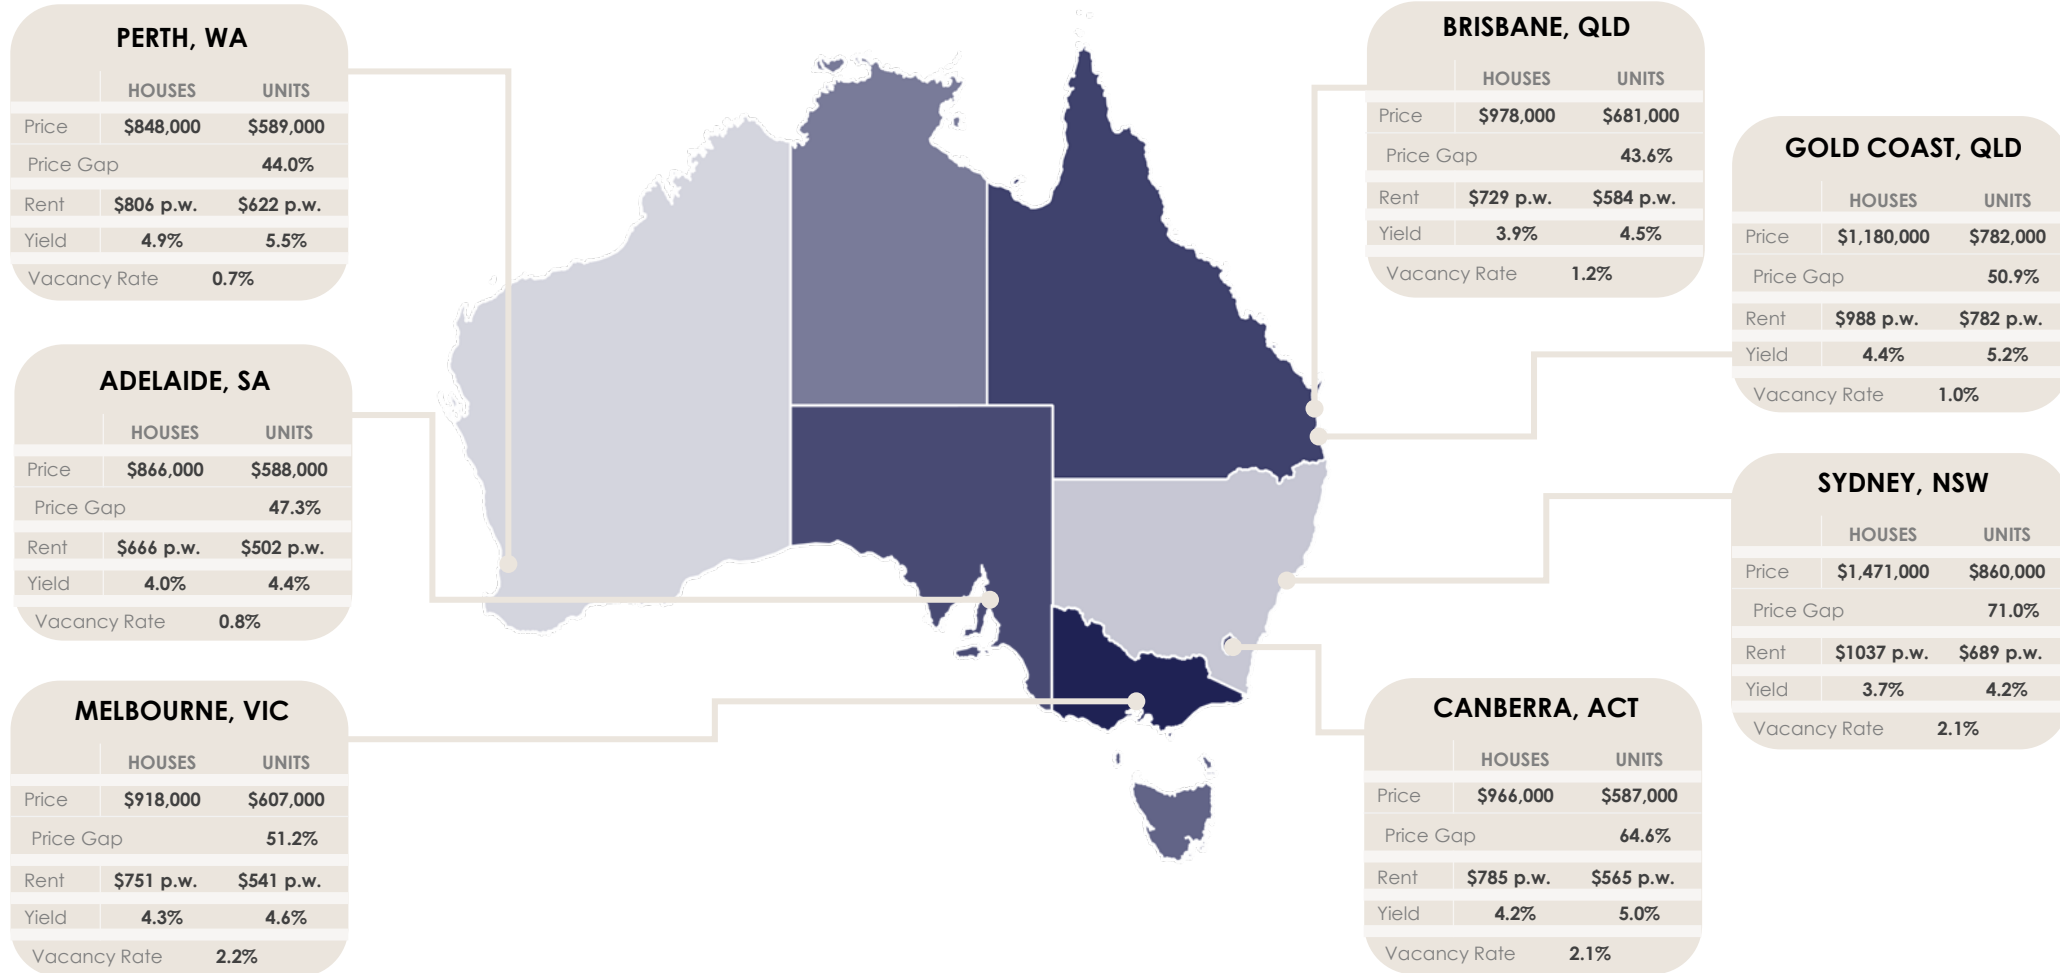 PERTH, WA
HOUSES UNITS
Price $848,000 $589,000
Price Gap 44.0%
Rent $806 p.w. $622 p.w.
Yield 4.9% 5.5%
Vacancy Rate 0.7%
ADELAIDE, SA
HOUSES UNITS
Price $866,000 $588,000
Price Gap 47.3%
Rent $666 p.w. $502 p.w.
Yield 4.0% 4.4%
Vacancy Rate 0.8%
MELBOURNE, VIC
HOUSES UNITS
Price $918,000 $607,000
Price Gap 51.2%
Rent $751 p.w. $541 p.w.
Yield 4.3% 4.6%
Vacancy Rate 2.2%
BRISBANE, QLD
HOUSES UNITS
Price $978,000 $681,000
Price Gap 43.6%
Rent $729 p.w. $584 p.w.
Yield 3.9% 4.5%
Vacancy Rate 1.2%
GOLD COAST, QLD
HOUSES UNITS
Price $1,180,000 $782,000
Price Gap 50.9%
Rent $988 p.w. $782 p.w.
Yield 4.4% 5.2%
Vacancy Rate 1.0%
SYDNEY, NSW
HOUSES UNITS
Price $1,471,000 $860,000
Price Gap 71.0%
Rent $1037 p.w. $689 p.w.
Yield 3.7% 4.2%
Vacancy Rate 2.1%
CANBERRA, ACT
HOUSES UNITS
Price $966,000 $587,000
Price Gap 64.6%
Rent $785 p.w. $565 p.w.
Yield 4.2% 5.0%
Vacancy Rate 2.1%